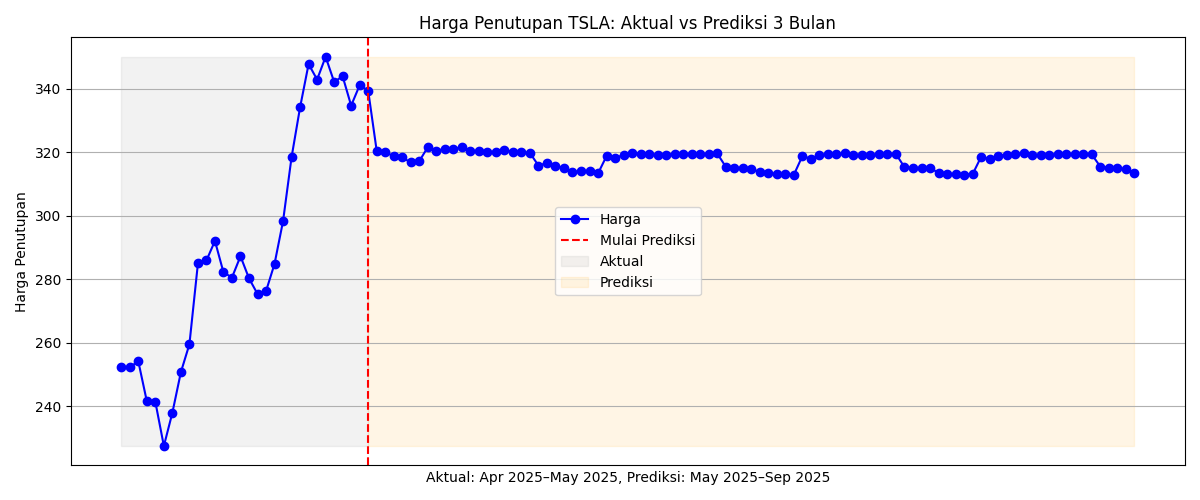 Harga Penutupan TSLA: Aktual vs Prediksi 3 Bulan
Harga Penutupan
340
320
300
280
260
240
Harga
Mulai Prediksi
Aktual
Prediksi
Aktual: Apr 2025–May 2025, Prediksi: May 2025–Sep 2025